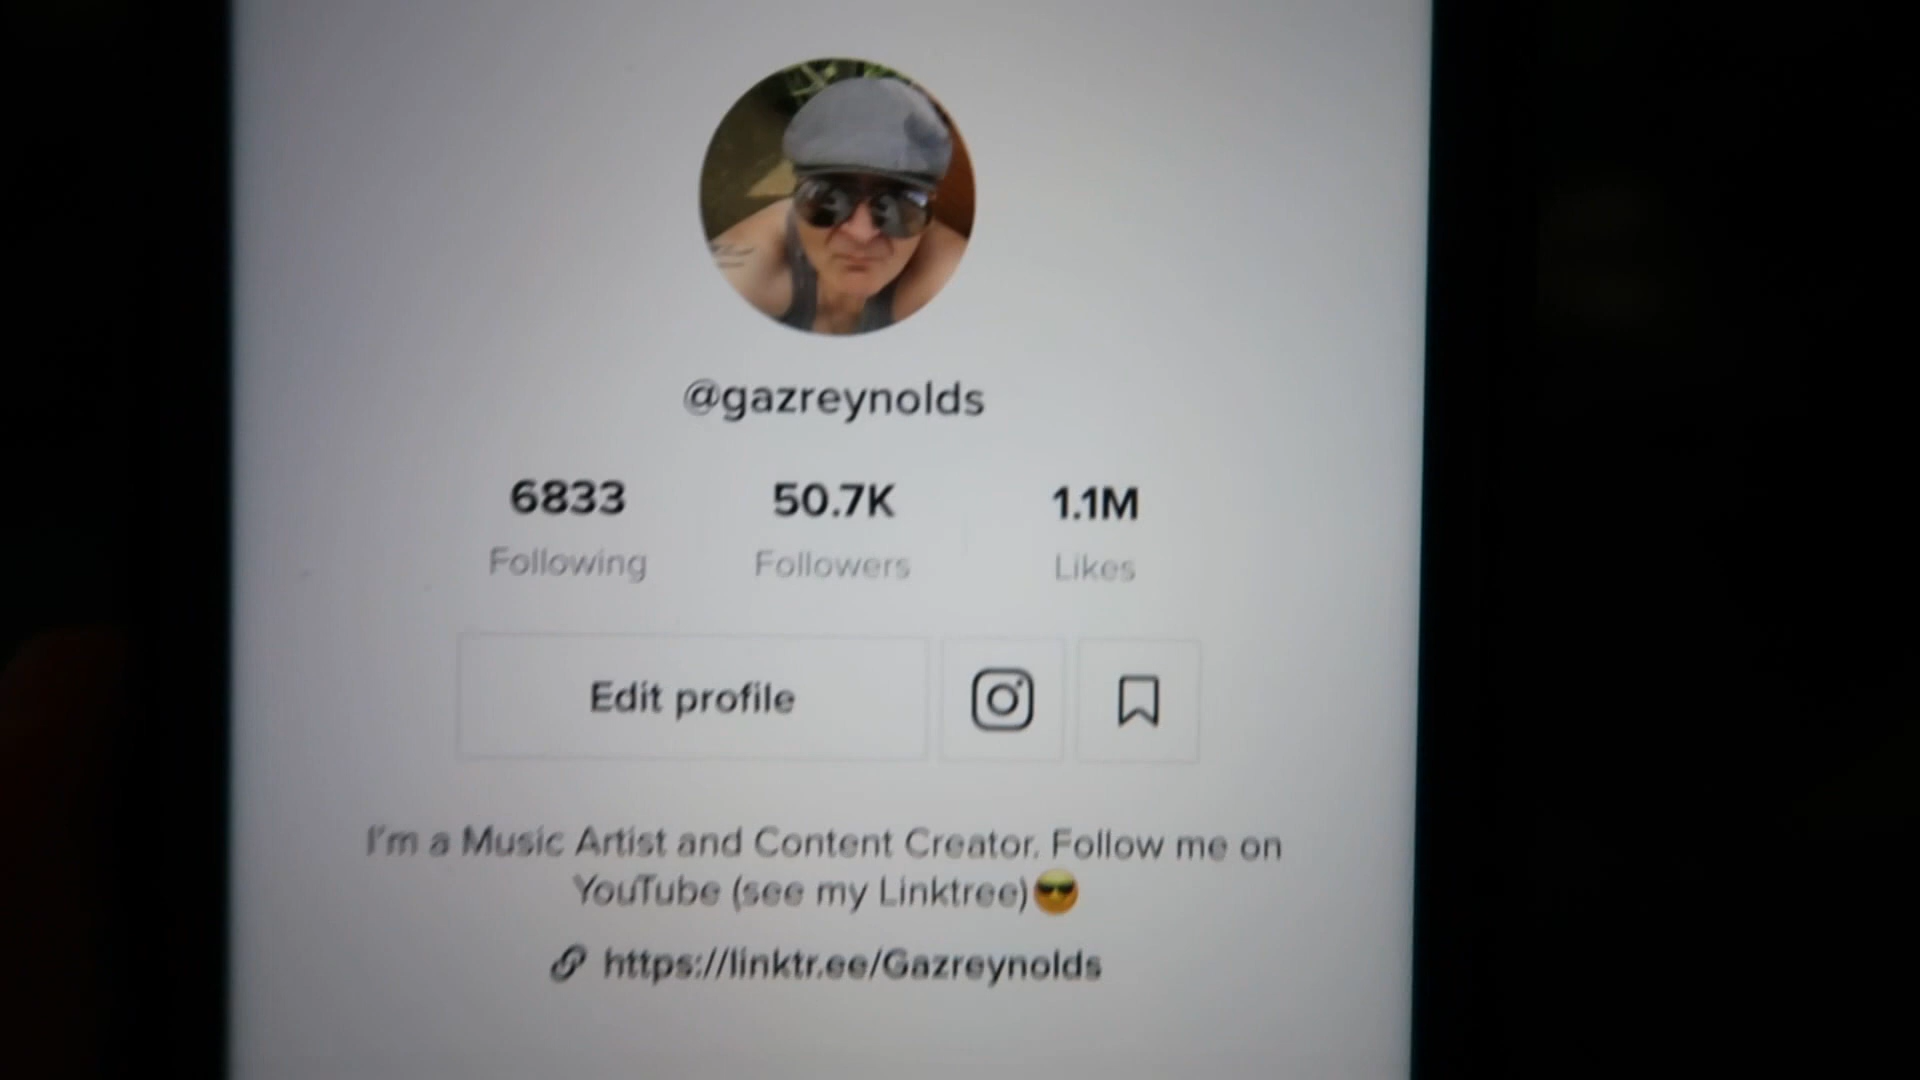 @gazreynolds
6833 50.7K 1.1M
Following Followers Likes
Edit profile
I'm a Music Artist and Content Creator. Follow me on
YouTube (see my Linktree)😎
https://linktr.ee/Gazreynolds